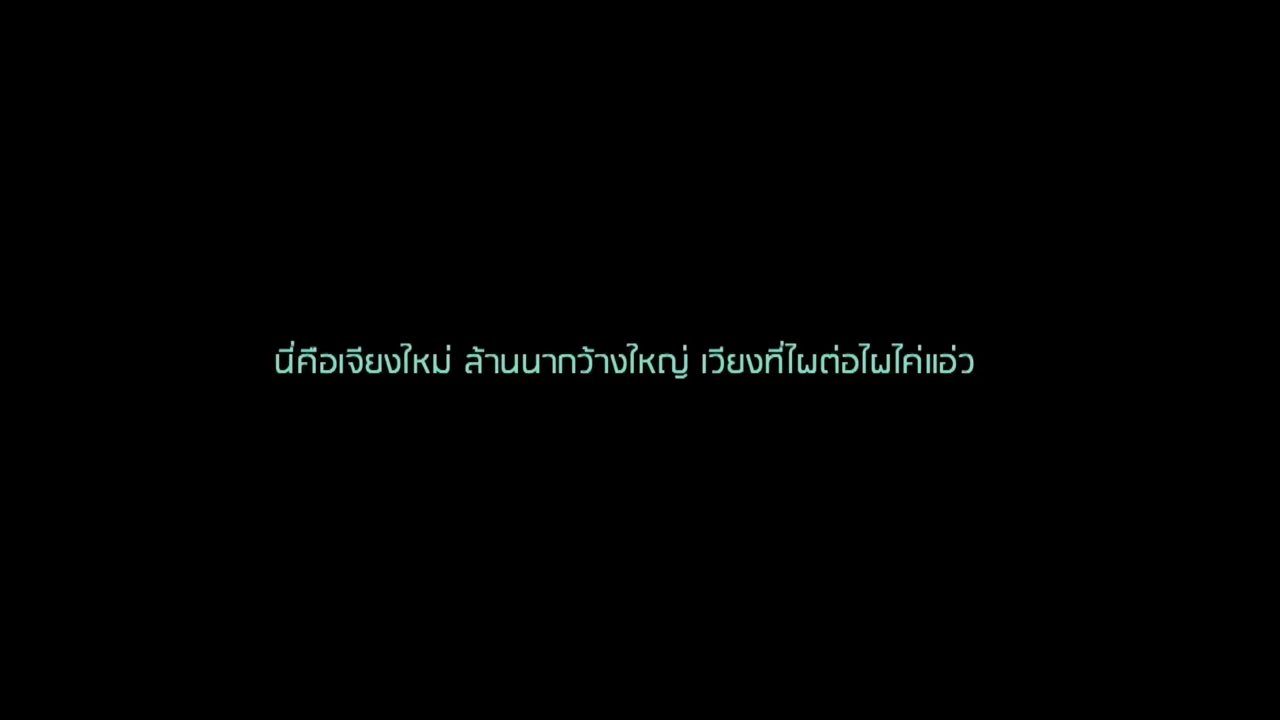 นี่คือเจียงใหม่ ล้านนากว้างใหญ่ เวียงที่ไผต่อไผไค่แอ่ว